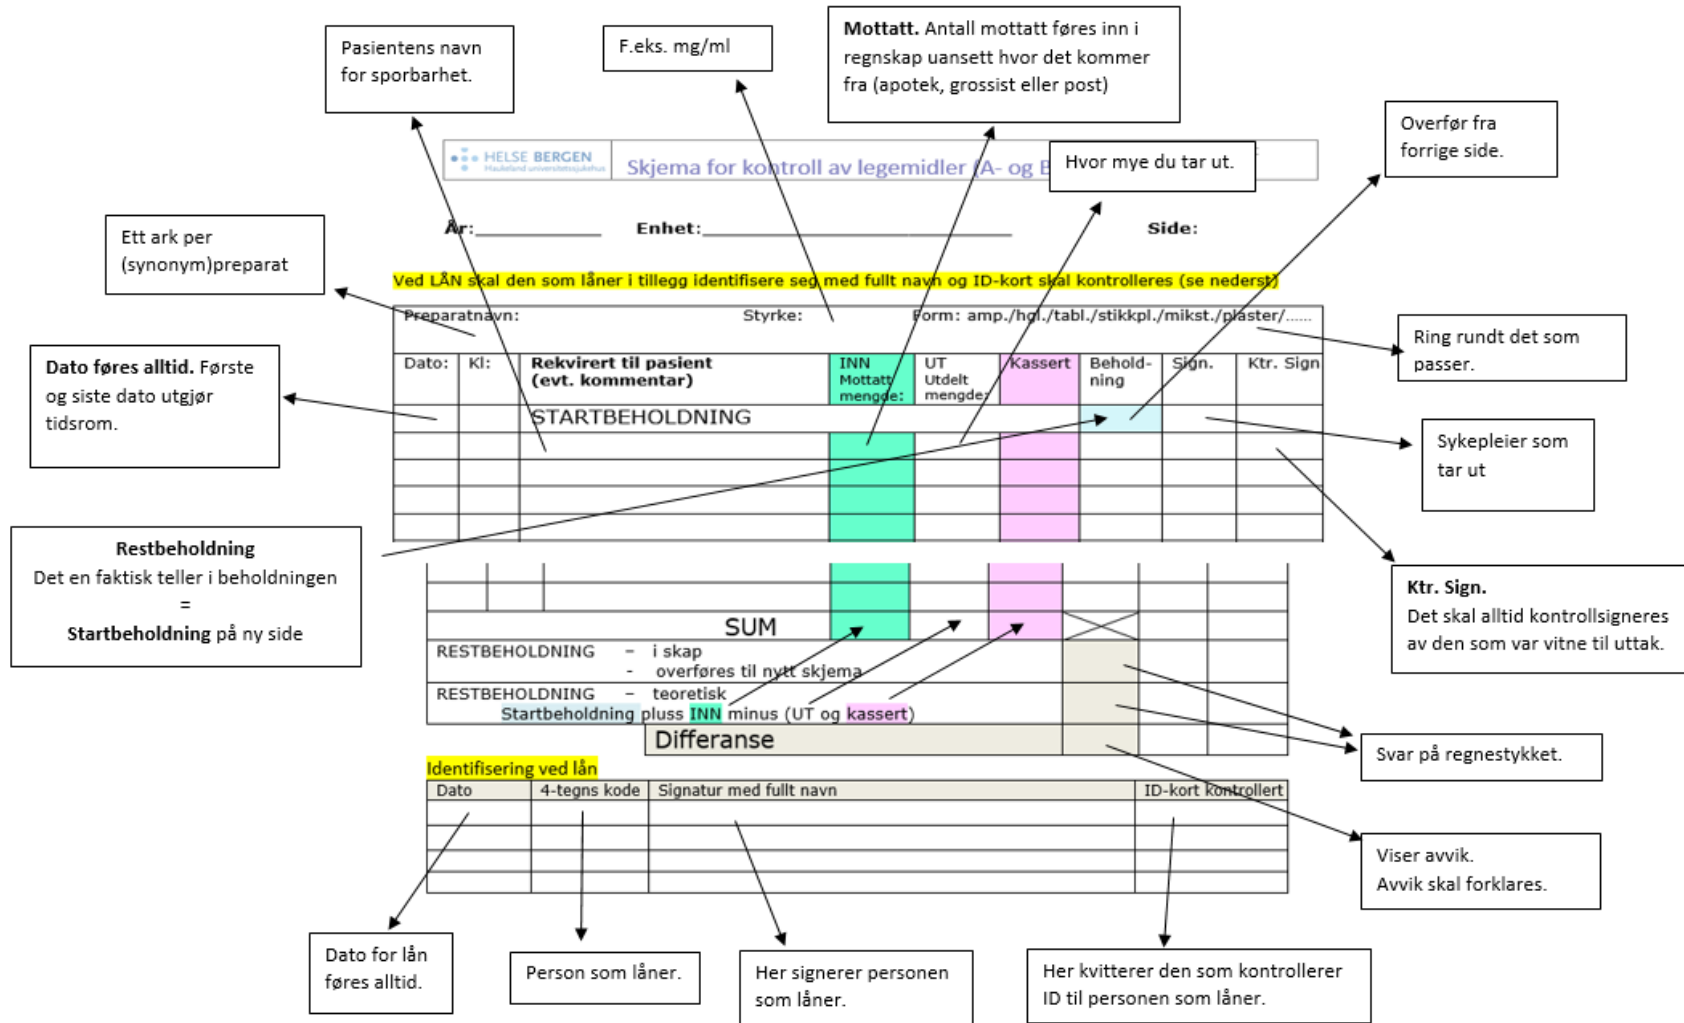 Pasientens navn
for sporbarhet.
F.eks. mg/ml
Mottatt. Antall mottatt føres inn i
regnskap uansett hvor det kommer
fra (apotek, grossist eller post)
Overfør fra
forrige side.
HELSE BERGEN
Haukeland universitetssjukehus
Skjema for kontroll av legemidler (A- og B
Hvor mye du tar ut.
Ett ark per
(synonym)preparat
År:
Enhet:
Side:
Ved LÅN skal den som låner i tillegg identifisere seg med fullt navn og ID-kort skal kontrolleres (se nederst)
Preparatnavn:
Styrke:
Form: amp./hgl./tabl./stikkpl./mikst./plaster/......
Ring rundt det som
passer.
Dato føres alltid. Første
og siste dato utgjør
tidsrom.
Dato:
Kl:
Rekvirert til pasient
(evt. kommentar)
INN
Mottatt
mengde:
UT
Utdelt
mengde:
Kassert
Behold-
ning
Sign.
Ktr. Sign
STARTBEHOLDNING
Sykepleier som
tar ut
Restbeholdning
Det en faktisk teller i beholdningen
=
Startbeholdning på ny side
Ktr. Sign.
Det skal alltid kontrollsigneres
av den som var vitne til uttak.
SUM
RESTBEHOLDNING – i skap
- overføres til nytt skjema
RESTBEHOLDNING – teoretisk
Startbeholdning pluss INN minus (UT og kassert)
Differanse
Svar på regnestykket.
Identifisering ved lån
Dato
4-tegns kode
Signatur med fullt navn
ID-kort kontrollert
Viser avvik.
Avvik skal forklares.
Dato for lån
føres alltid.
Person som låner.
Her signerer personen
som låner.
Her kvitterer den som kontrollerer
ID til personen som låner.